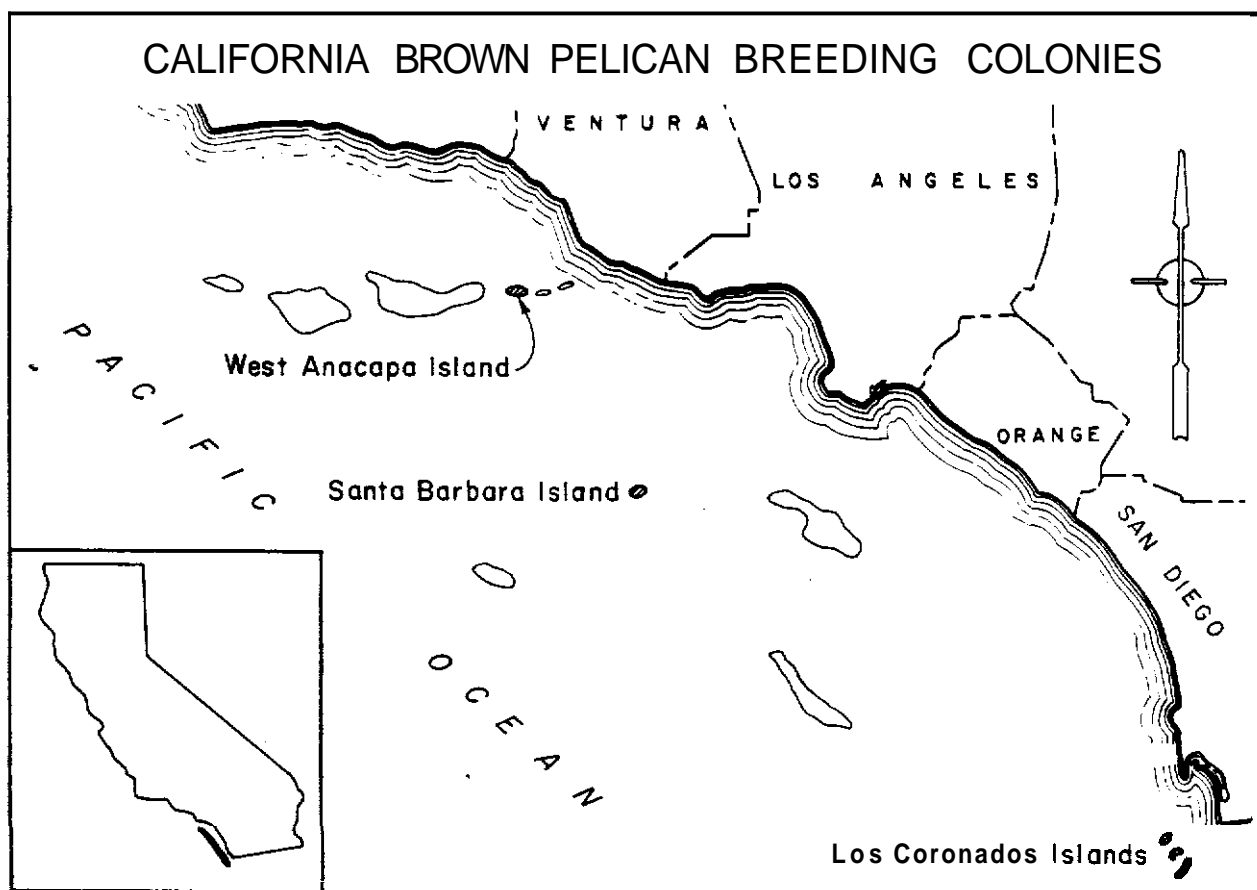 CALIFORNIA BROWN PELICAN BREEDING COLONIES
VENTURA
LOS ANGELES
West Anacapa Island
PACIFIC
ORANGE
Santa Barbara Island
SAN DIEGO
OCEAN
Los Coronados Islands